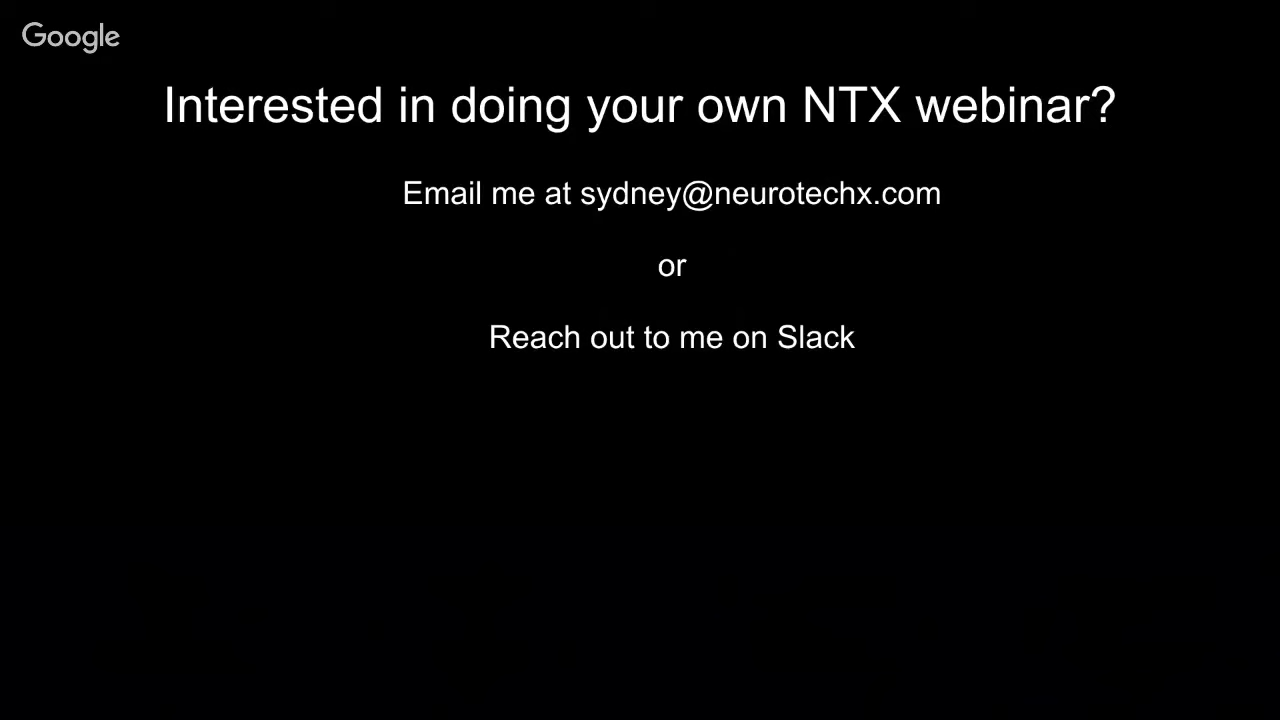 Google
Interested in doing your own NTX webinar?
Email me at sydney@neurotechx.com
or
Reach out to me on Slack